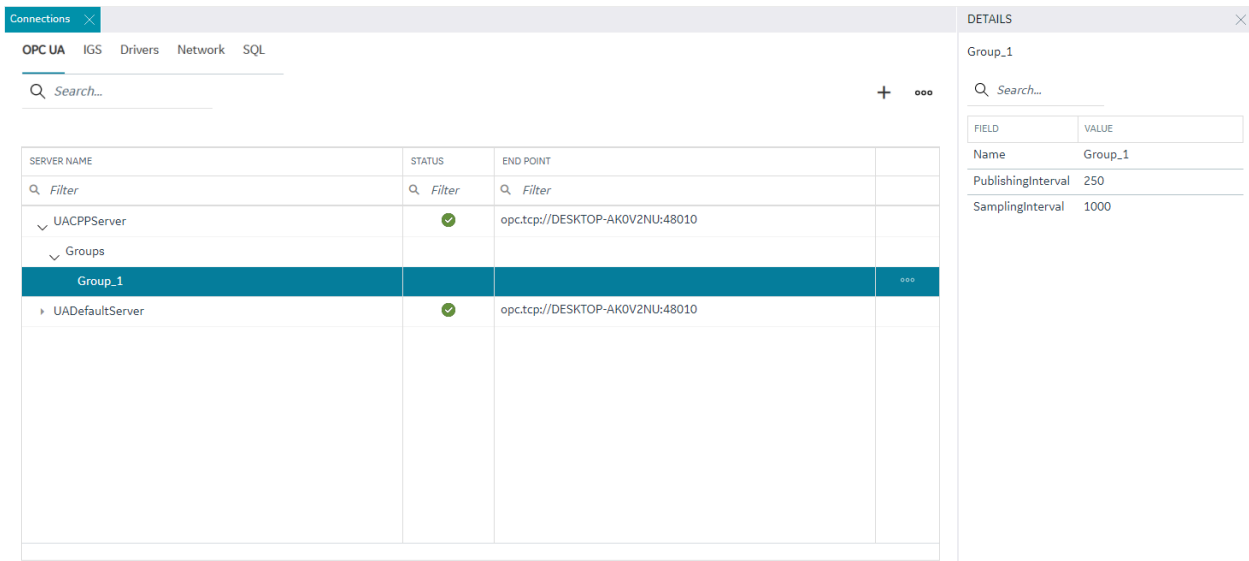 Connections
DETAILS
OPC UA IGS Drivers Network SQL
Group_1
Search...
Search...
FIELD VALUE
Name Group_1
PublishingInterval 250
SamplingInterval 1000
SERVER NAME STATUS END POINT
Filter Filter Filter
UACPPServer opc.tcp://DESKTOP-AK0V2NU:48010
Groups
Group_1
UADefaultServer opc.tcp://DESKTOP-AK0V2NU:48010